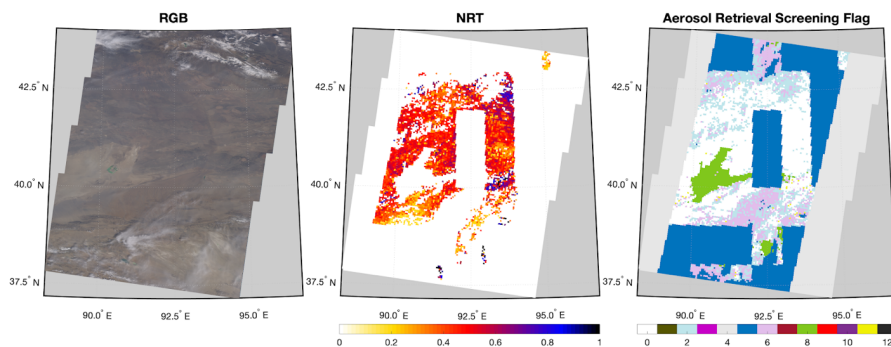 RGB
NRT
Aerosol Retrieval Screening Flag
42.5° N
40.0° N
37.5° N
90.0° E
92.5° E
95.0° E
42.5° N
40.0° N
37.5° N
90.0° E
92.5° E
95.0° E
0 0.2 0.4 0.6 0.8 1
42.5° N
40.0° N
37.5° N
90.0° E
92.5° E
95.0° E
0 2 4 6 8 10 12